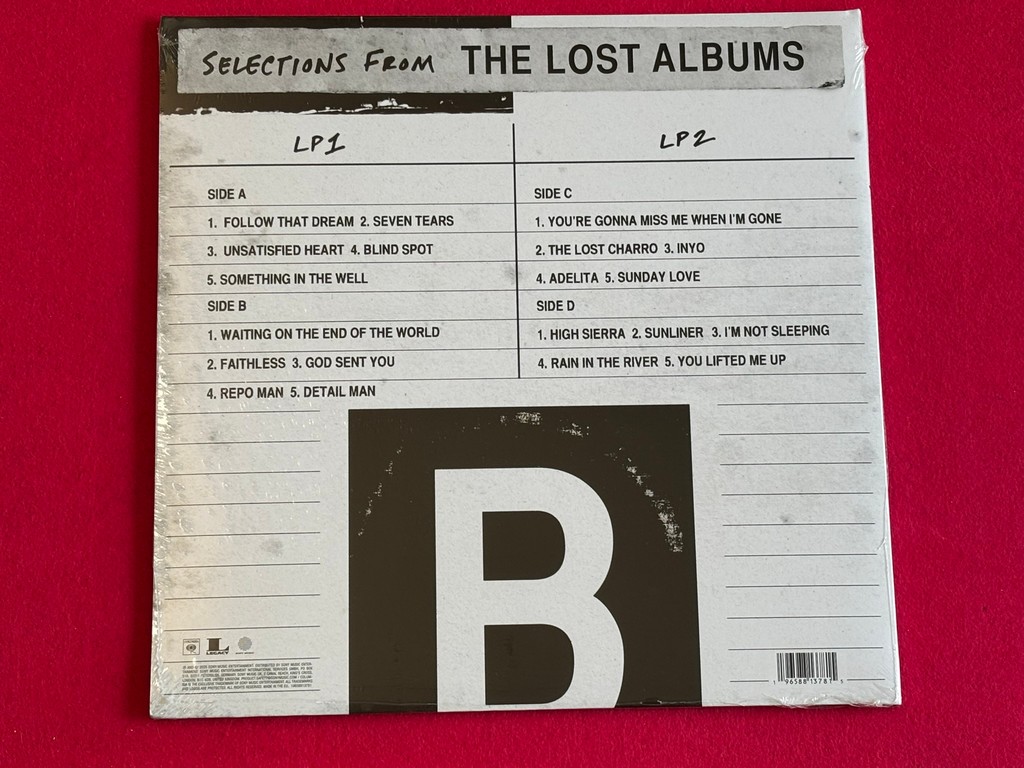 SELECTIONS FROM THE LOST ALBUMS
LP1
SIDE A
1. FOLLOW THAT DREAM 2. SEVEN TEARS
3. UNSATISFIED HEART 4. BLIND SPOT
5. SOMETHING IN THE WELL
SIDE B
1. WAITING ON THE END OF THE WORLD
2. FAITHLESS 3. GOD SENT YOU
4. REPO MAN 5. DETAIL MAN
LP2
SIDE C
1. YOU'RE GONNA MISS ME WHEN I'M GONE
2. THE LOST CHARRO 3. INYO
4. ADELITA 5. SUNDAY LOVE
SIDE D
1. HIGH SIERRA 2. SUNLINER 3. I'M NOT SLEEPING
4. RAIN IN THE RIVER 5. YOU LIFTED ME UP
B
LEGACY